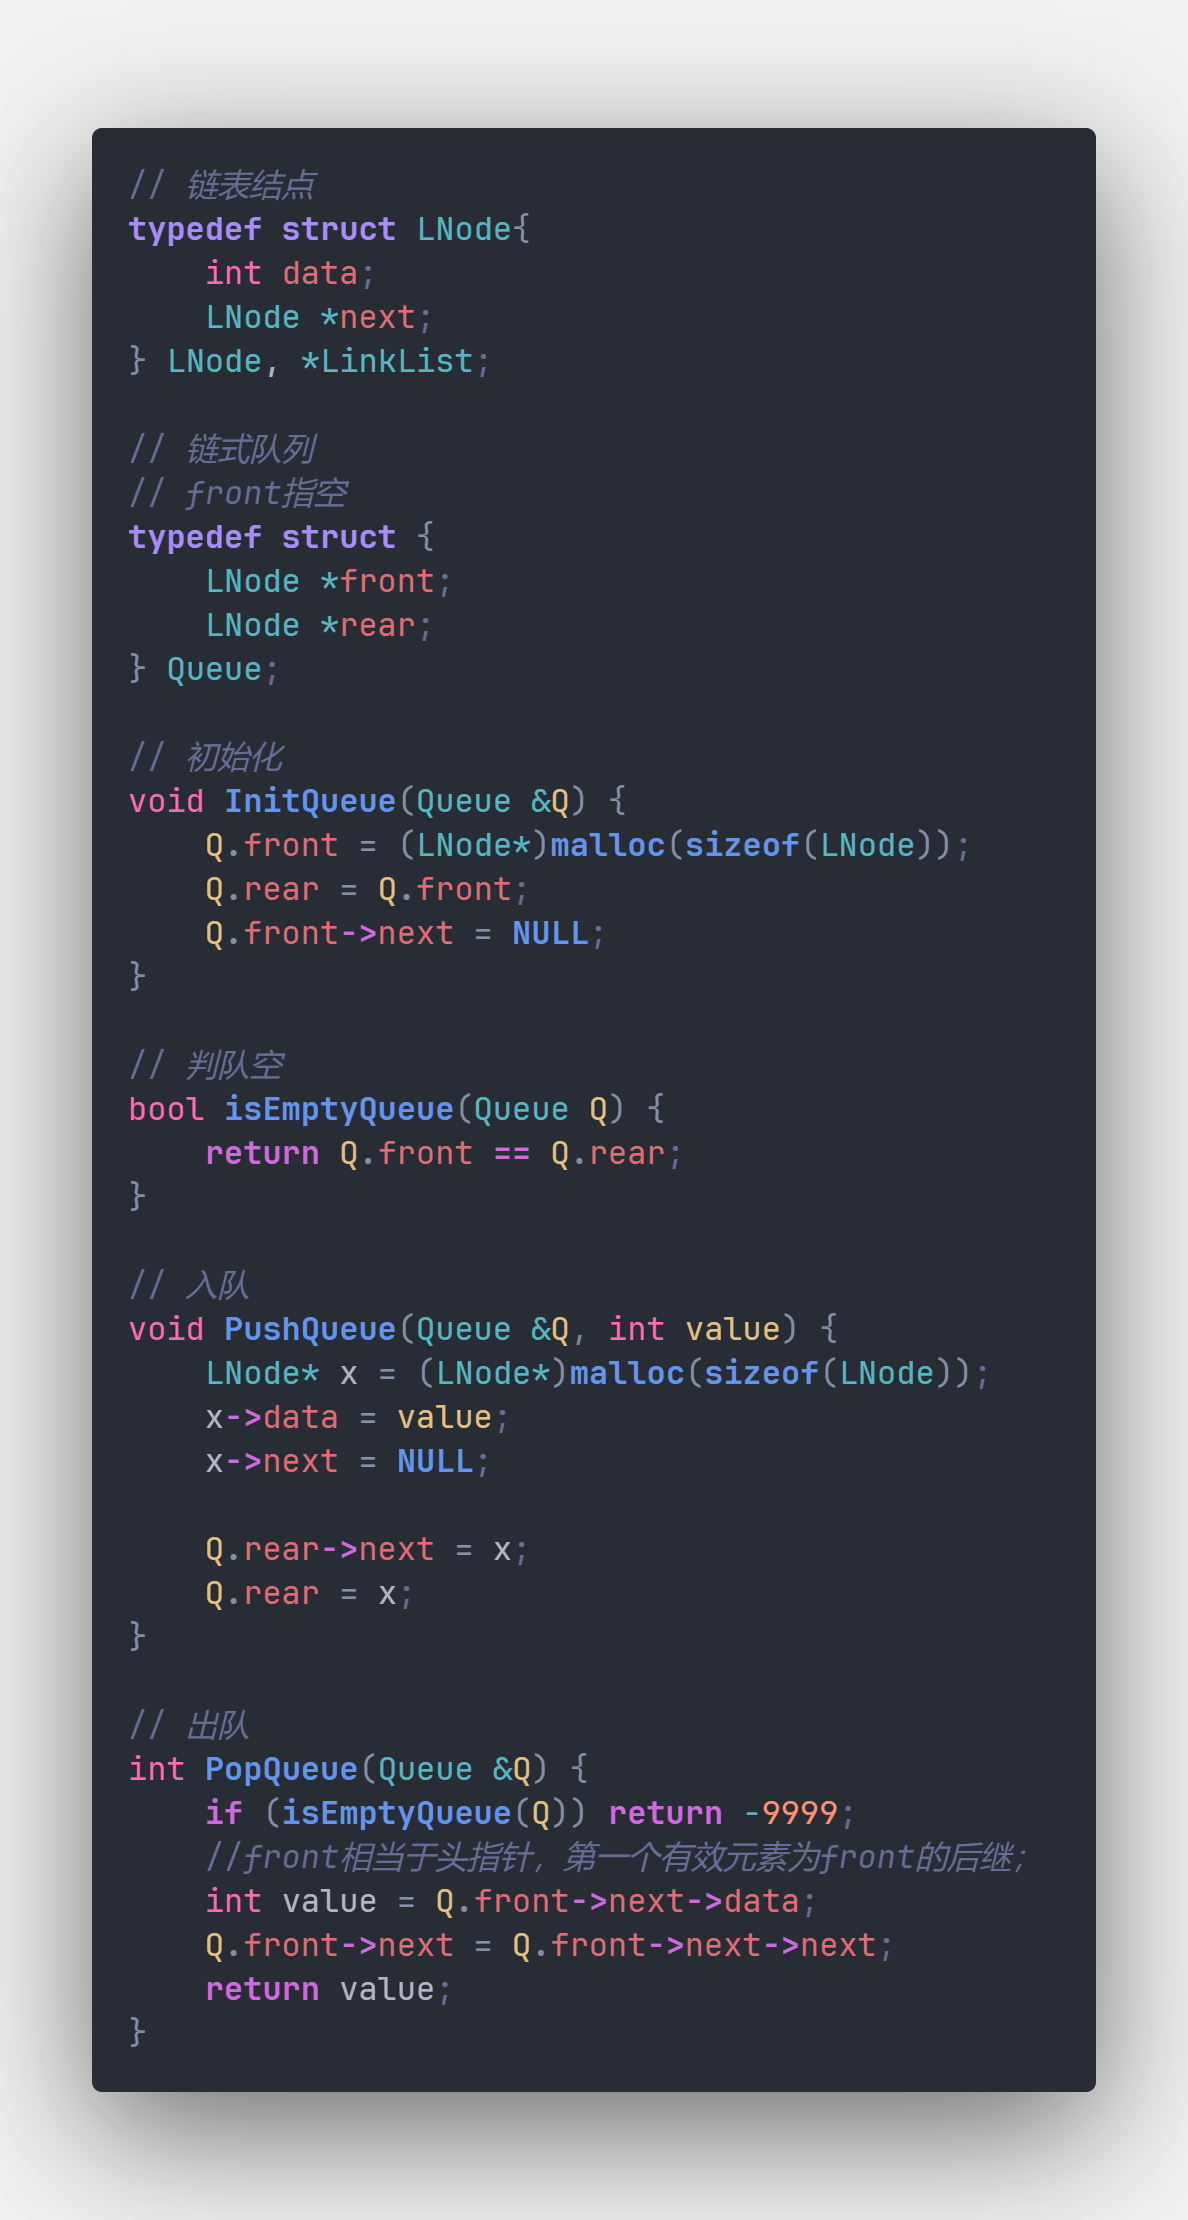 // 链表结点
typedef struct LNode{
    int data;
    LNode *next;
} LNode, *LinkList;

// 链式队列
// front指空
typedef struct {
    LNode *front;
    LNode *rear;
} Queue;

// 初始化
void InitQueue(Queue &Q) {
    Q.front = (LNode*)malloc(sizeof(LNode));
    Q.rear = Q.front;
    Q.front->next = NULL;
}

// 判队空
bool isEmptyQueue(Queue Q) {
    return Q.front == Q.rear;
}

// 入队
void PushQueue(Queue &Q, int value) {
    LNode* x = (LNode*)malloc(sizeof(LNode));
    x->data = value;
    x->next = NULL;

    Q.rear->next = x;
    Q.rear = x;
}

// 出队
int PopQueue(Queue &Q) {
    if (isEmptyQueue(Q)) return -9999;
    //front相当于头指针，第一个有效元素为front的后继;
    int value = Q.front->next->data;
    Q.front->next = Q.front->next->next;
    return value;
}